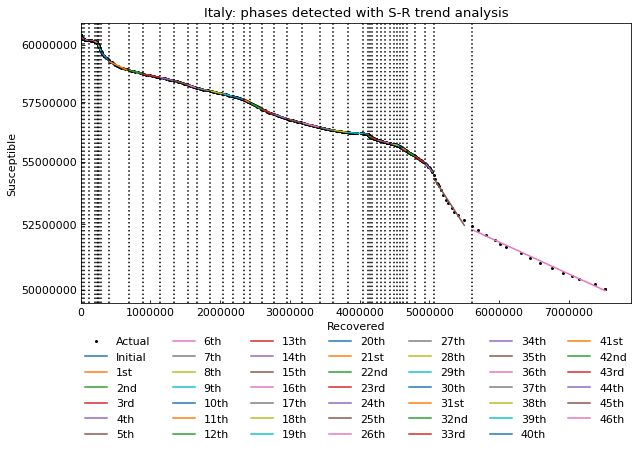 Italy: phases detected with S-R trend analysis
60000000
57500000
55000000
52500000
50000000
Susceptible
0 1000000 2000000 3000000 4000000 5000000 6000000 7000000
Recovered
Actual 6th 13th 20th 27th 34th 41st
Initial 7th 14th 21st 28th 35th 42nd
1st 8th 15th 22nd 29th 36th 43rd
2nd 9th 16th 23rd 30th 37th 44th
3rd 10th 17th 24th 31st 38th 45th
4th 11th 18th 25th 32nd 39th 46th
5th 12th 19th 26th 33rd 40th